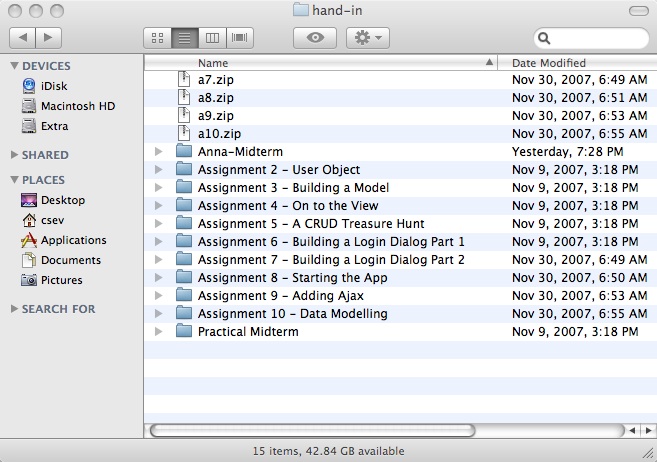 hand-in
Name Date Modified
DEVICES
iDisk
Macintosh HD
Extra
SHARED
PLACES
Desktop
csev
Applications
Documents
Pictures
SEARCH FOR
a7.zip Nov 30, 2007, 6:49 AM
a8.zip Nov 30, 2007, 6:51 AM
a9.zip Nov 30, 2007, 6:53 AM
a10.zip Nov 30, 2007, 6:55 AM
Anna-Midterm Yesterday, 7:28 PM
Assignment 2 – User Object Nov 9, 2007, 3:18 PM
Assignment 3 – Building a Model Nov 9, 2007, 3:18 PM
Assignment 4 – On to the View Nov 9, 2007, 3:18 PM
Assignment 5 – A CRUD Treasure Hunt Nov 9, 2007, 3:18 PM
Assignment 6 – Building a Login Dialog Part 1 Nov 9, 2007, 3:18 PM
Assignment 7 – Building a Login Dialog Part 2 Nov 30, 2007, 6:49 AM
Assignment 8 – Starting the App Nov 30, 2007, 6:50 AM
Assignment 9 – Adding Ajax Nov 30, 2007, 6:53 AM
Assignment 10 – Data Modelling Nov 30, 2007, 6:55 AM
Practical Midterm Nov 9, 2007, 3:18 PM
15 items, 42.84 GB available